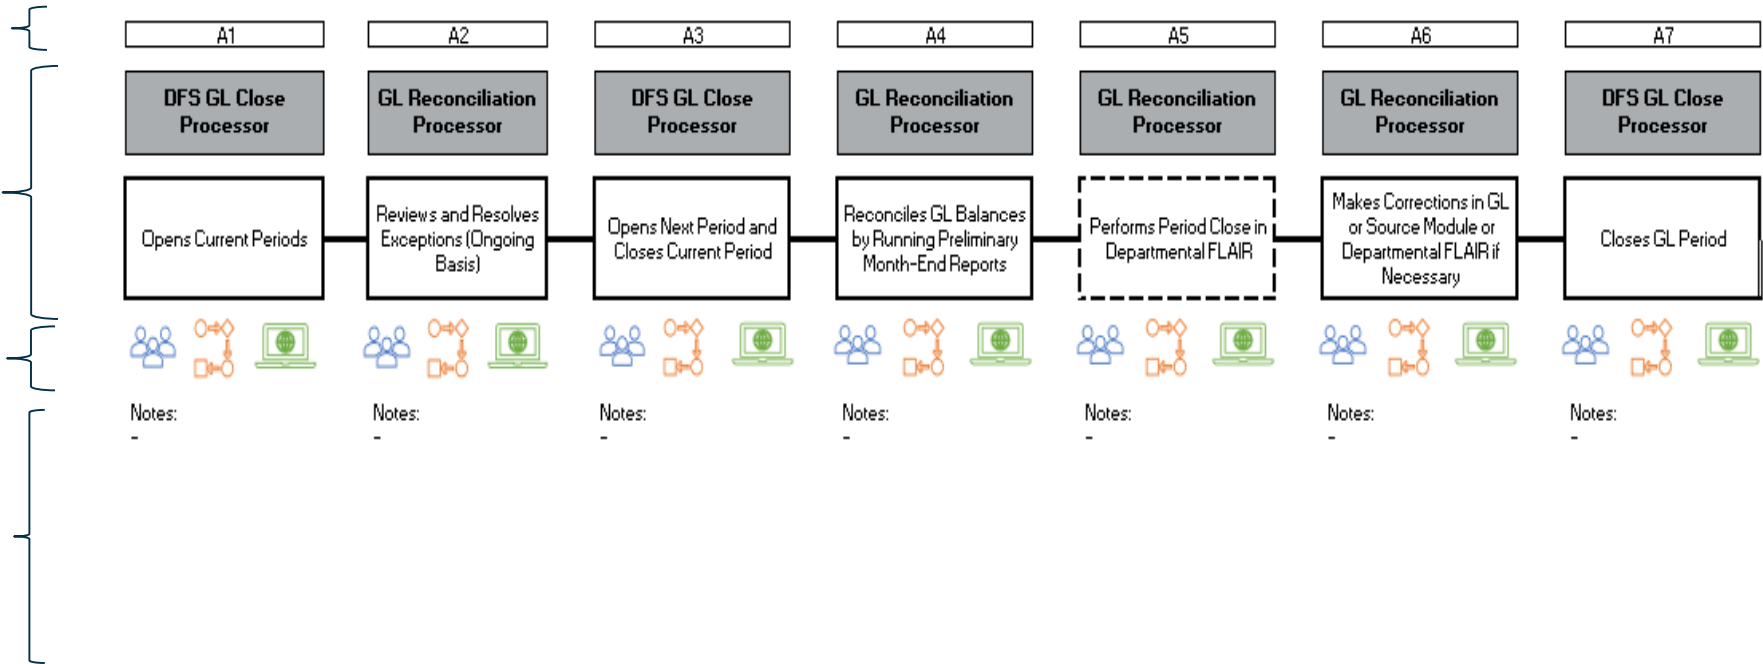 A1
A2
A3
A4
A5
A6
A7
DFS GL Close
Processor
GL Reconciliation
Processor
DFS GL Close
Processor
GL Reconciliation
Processor
GL Reconciliation
Processor
GL Reconciliation
Processor
DFS GL Close
Processor
Opens Current Periods
Reviews and Resolves
Exceptions (Ongoing
Basis)
Opens Next Period and
Closes Current Period
Reconciles GL Balances
by Running Preliminary
Month-End Reports
Performs Period Close in
Departmental FLAIR
Makes Corrections in GL
or Source Module or
Departmental FLAIR if
Necessary
Closes GL Period
Notes:
-
Notes:
-
Notes:
-
Notes:
-
Notes:
-
Notes:
-
Notes:
-